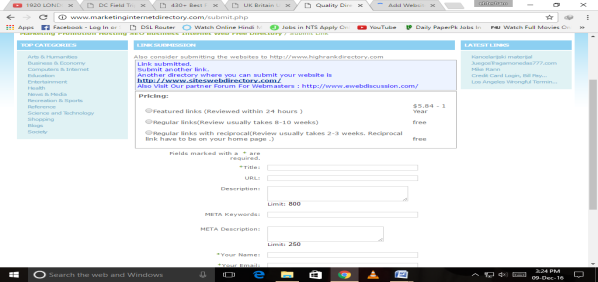 1920 LOND
DC Field To
430+ Best
UK Britain
Quality Dire
Add Websi
www.marketinginternetdirectory.com/submit.php
Apps
Facebook - Log In or
DSL Router
Watch Online Hindi M
Jobs in NTS Apply On
YouTube
Daily PaperPk Jobs In
Watch Full Movies On
Submit Link
TOP CATEGORIES
Arts & Humanities
Business & Economy
Computers & Internet
Education
Entertainment
Health
News & Media
Recreation & Sports
Reference
Science and Technology
Shopping
Blogs
Society
LINK SUBMISSION
Also consider submitting the websites to http://www.highrankdirectory.com
Link submitted.
Submit another link.
Another directory where you can submit your website is
http://www.siteswebdirectory.com/
Also Visit Our partner Forum For Webmasters : http://www.ewebdiscussion.com/
Pricing:
Featured links (Reviewed within 24 hours ) $5.84 - 1 Year
Regular links(Review usually takes 8-10 weeks) free
Regular links with reciprocal(Review usually takes 2-3 weeks. Reciprocal
link have to be on your home page .) free
Fields marked with a * are
required.
*Title:
URL:
Description:
Limit: 800
META Keywords:
META Description:
Limit: 250
*Your Name:
*Your Email:
LATEST LINKS
Kancelarijski materijal
Juegosfriegamesdas777.com
Mike Rann
Credit Card Login, Bill Pay...
Los Angeles Wrongful Termin...
Search the web and Windows
3:24 PM
09-Dec-16